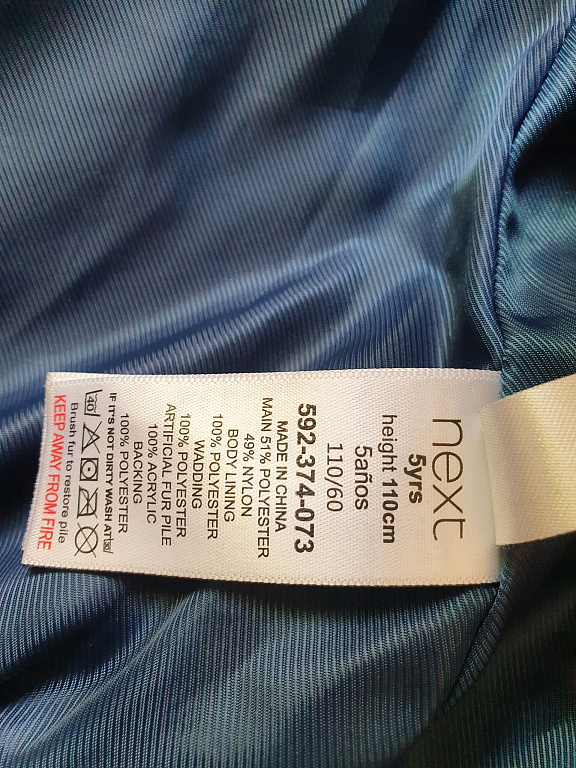 next
5yrs
height 110cm
5años
110/60
592-374-073
MADE IN CHINA
MAIN 51% POLYESTER
49% NYLON
BODY LINING
100% POLYESTER
WADDING
100% POLYESTER
ARTIFICIAL FUR PILE
100% ACRYLIC
BACKING
100% POLYESTER
IF IT'S NOT DIRTY WASH AT 30
40
Brush fur to restore pile
KEEP AWAY FROM FIRE